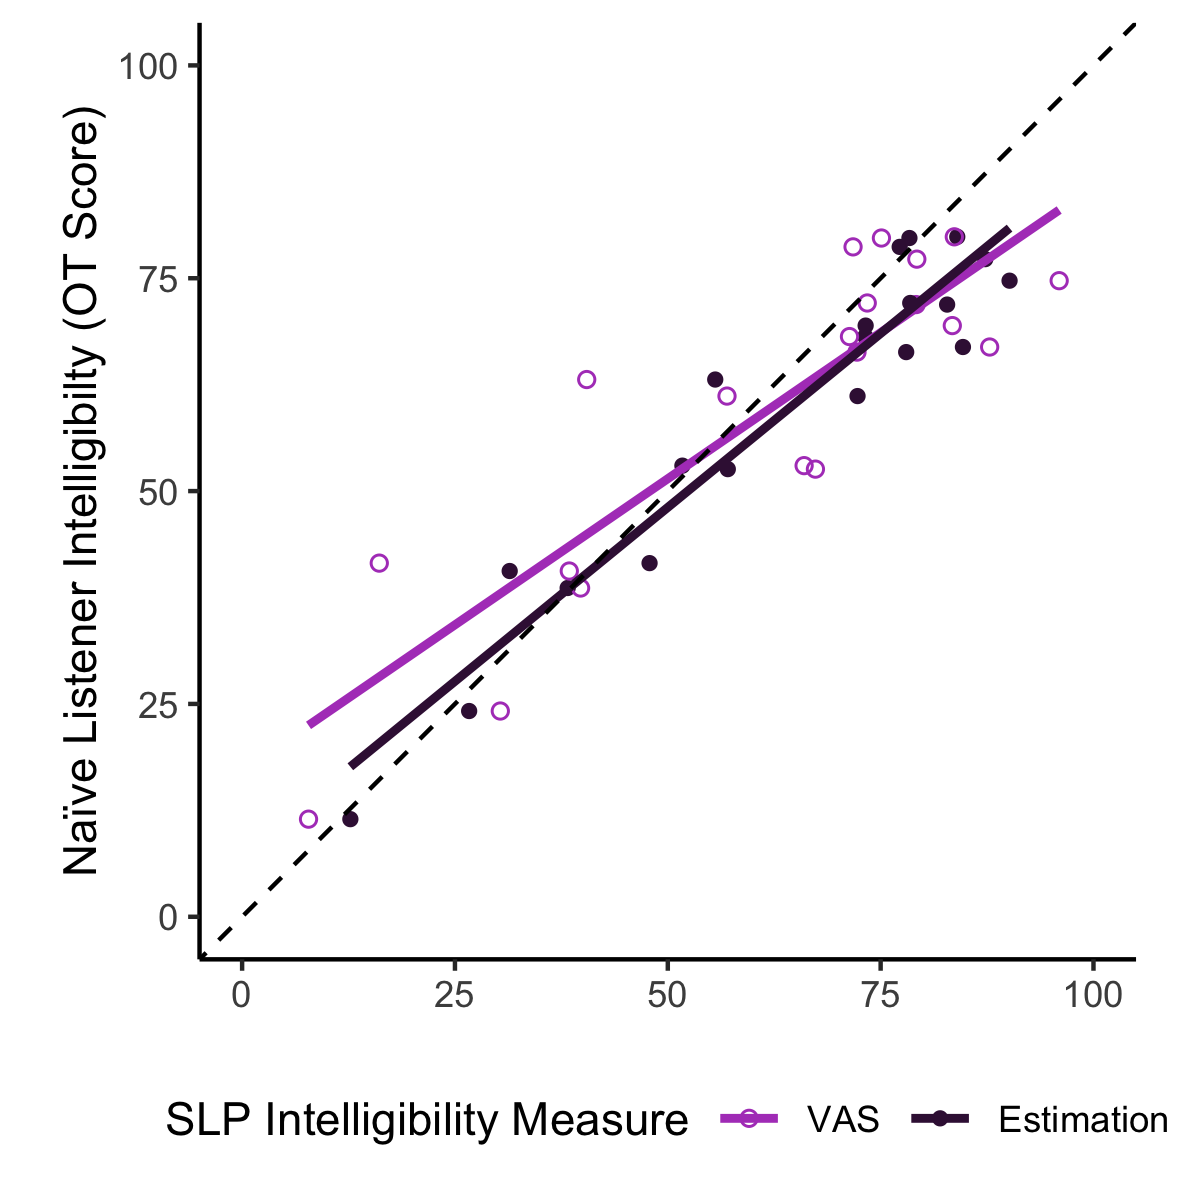 Naïve Listener Intelligibilty (OT Score)
100
75
50
25
0
0 25 50 75 100
SLP Intelligibility Measure VAS Estimation